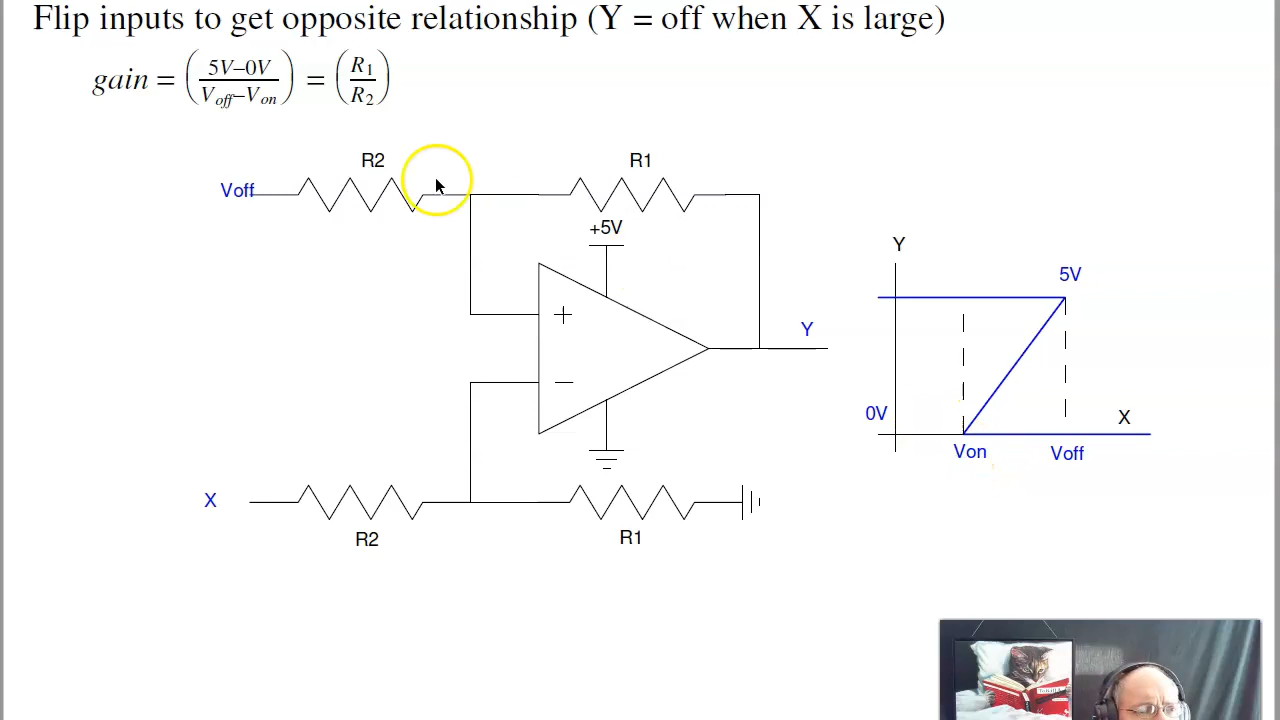 Flip inputs to get opposite relationship (Y = off when X is large)
gain = (5V–0V / Voff–Von) = (R1 / R2)
R2
R1
Voff
+5V
Y
5V
+
Y
–
0V
X
Von
Voff
X
R2
R1